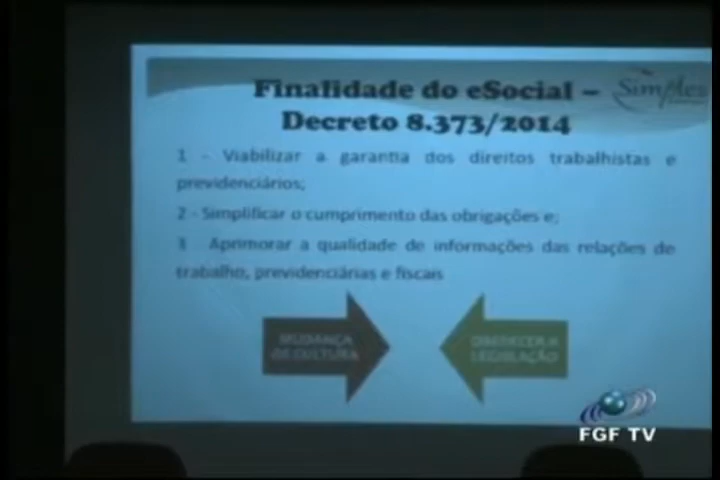 Finalidade do eSocial – Simples
Decreto 8.373/2014
1 - Viabilizar a garantia dos direitos trabalhistas e
previdenciários;
2 - Simplificar o cumprimento das obrigações e;
3 Aprimorar a qualidade de informações das relações de
trabalho, previdenciárias e fiscais
MUDANÇA
DE CULTURA
OBEDECER A
LEGISLAÇÃO
FGF TV